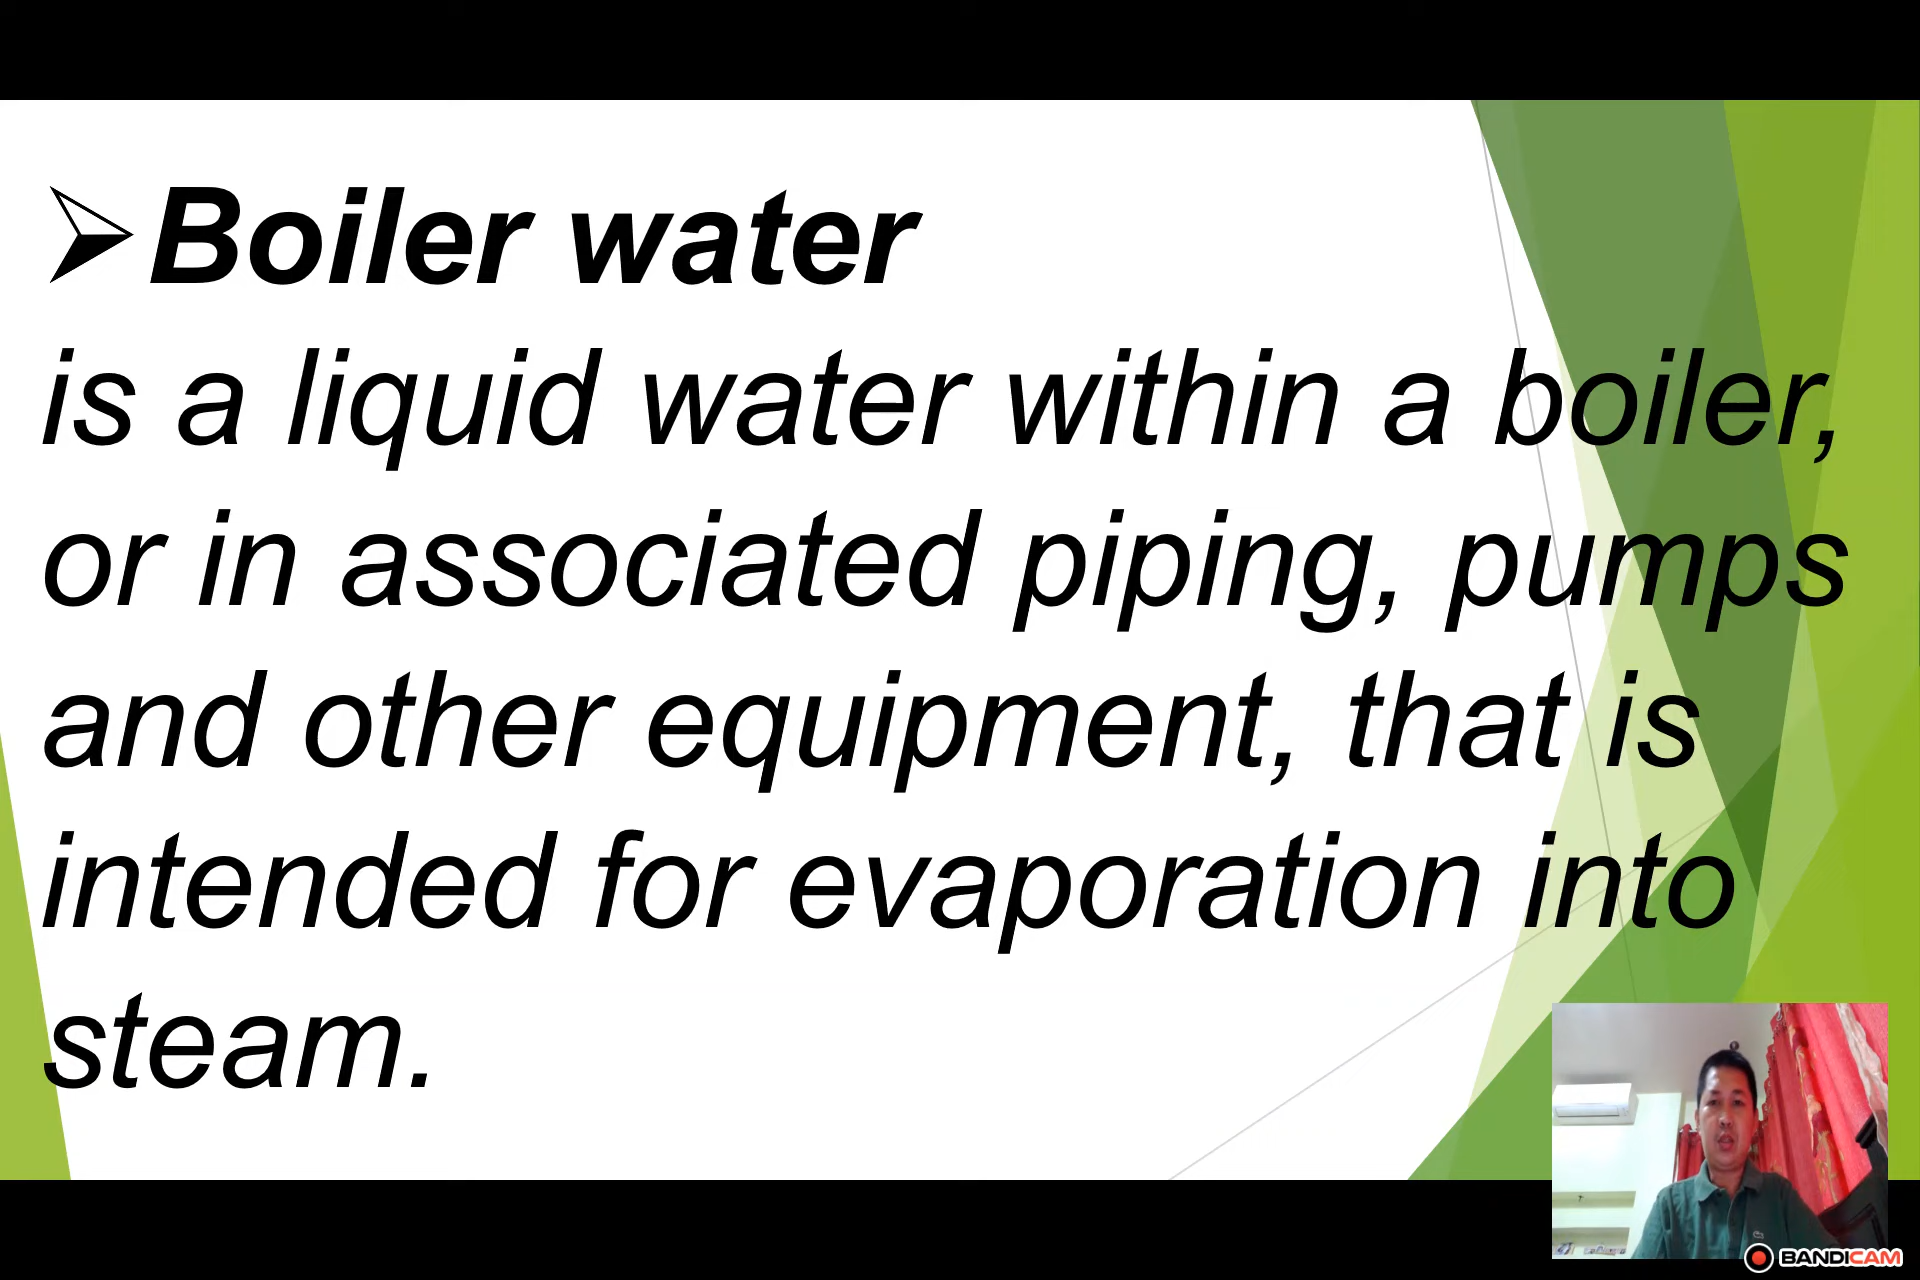 Boiler water
is a liquid water within a boiler,
or in associated piping, pumps
and other equipment, that is
intended for evaporation into
steam.
BANDICAM